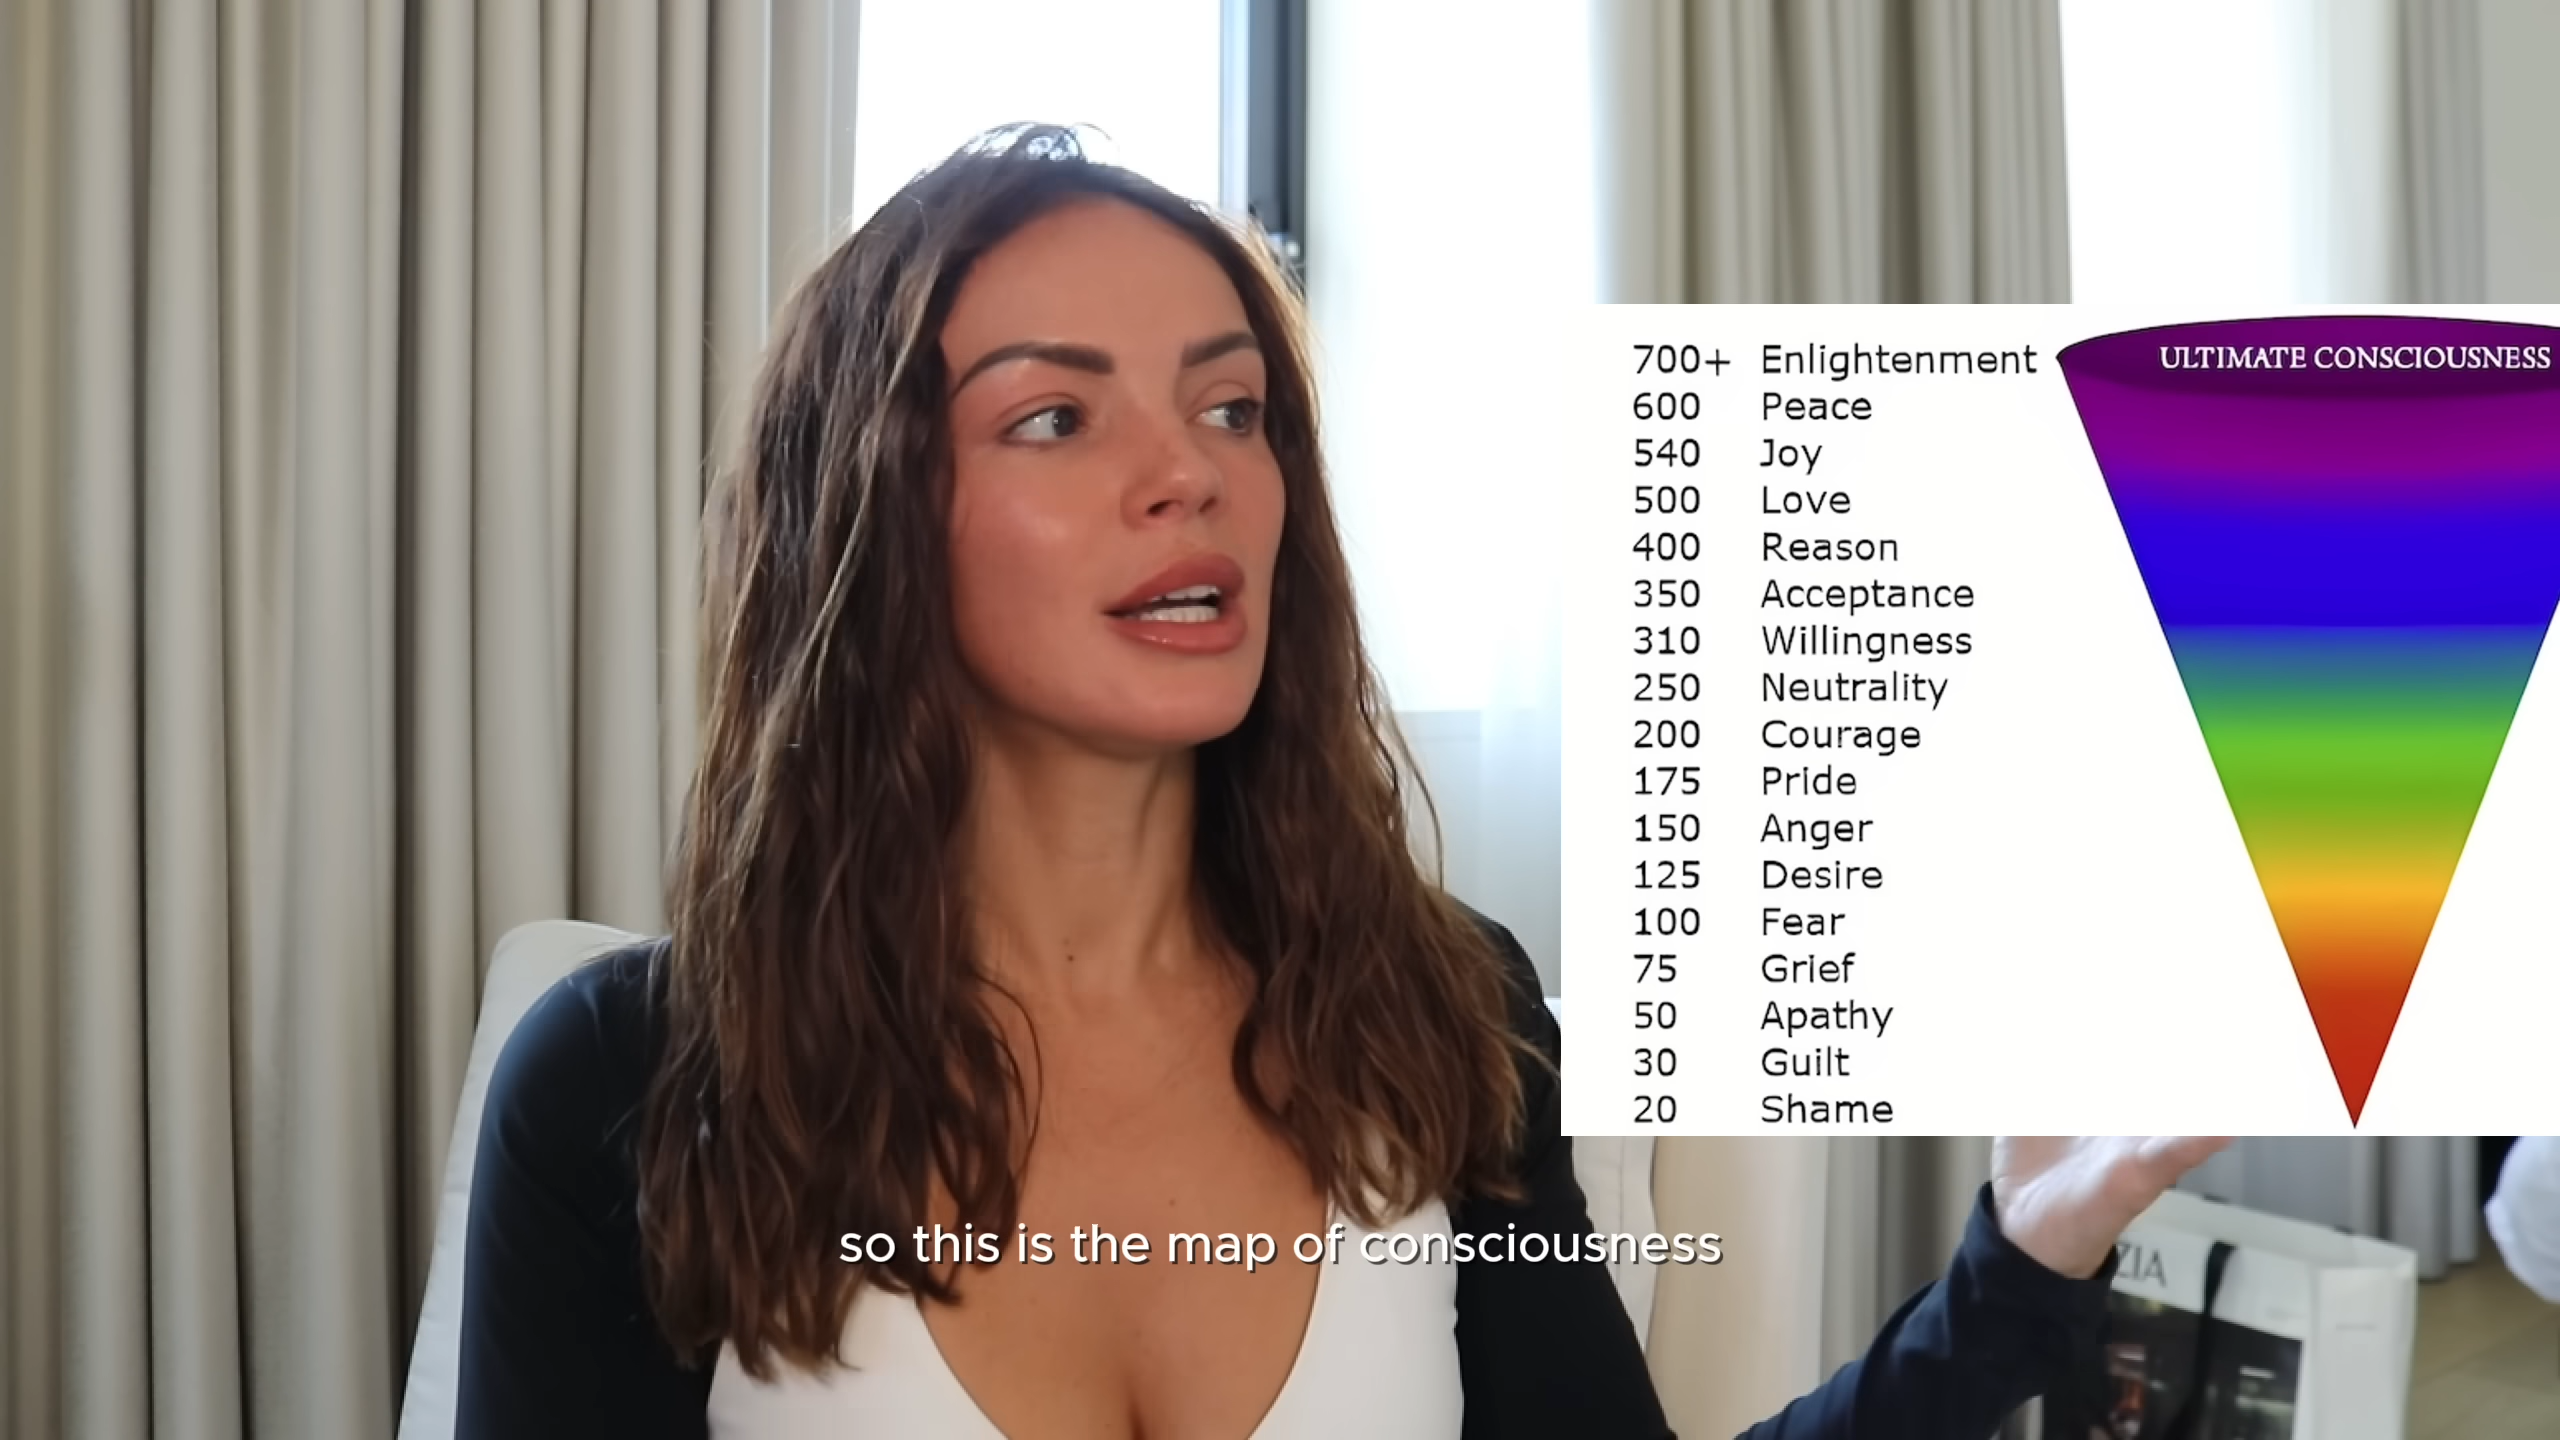 700+ Enlightenment
ULTIMATE CONSCIOUSNESS
600 Peace
540 Joy
500 Love
400 Reason
350 Acceptance
310 Willingness
250 Neutrality
200 Courage
175 Pride
150 Anger
125 Desire
100 Fear
75 Grief
50 Apathy
30 Guilt
20 Shame
so this is the map of consciousness
ZIA